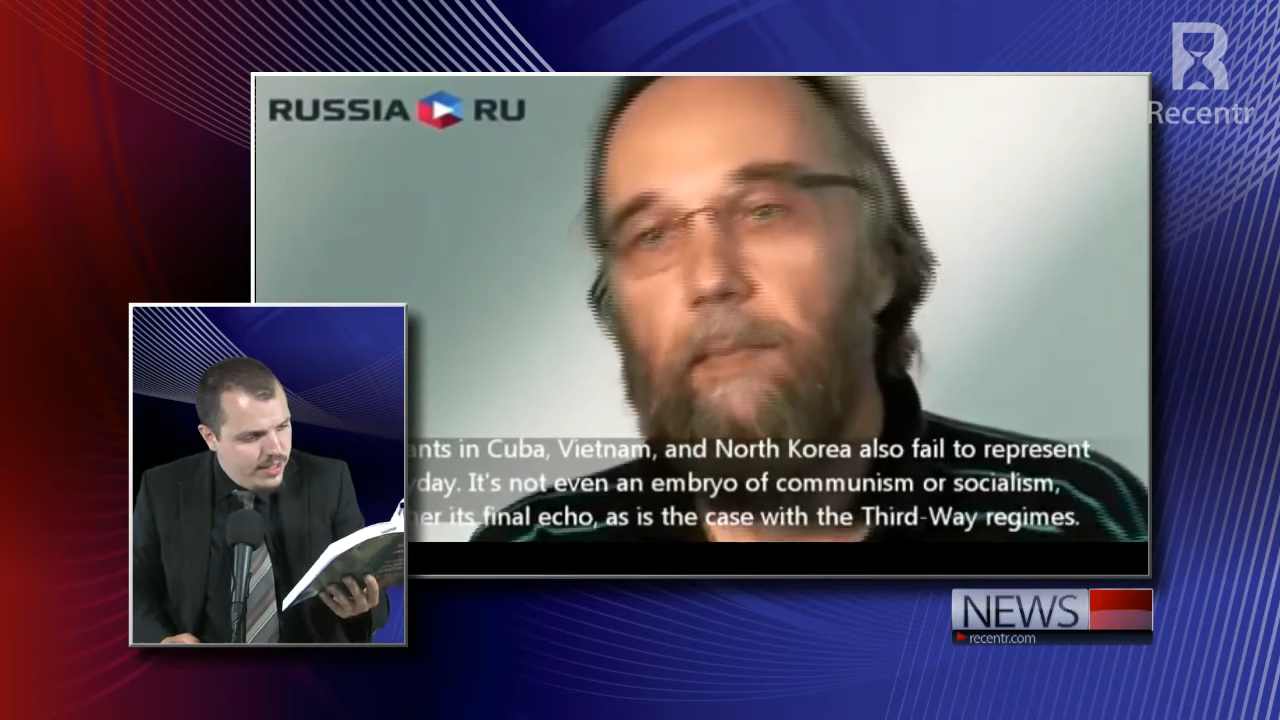 RUSSIA RU
Recentr
ants in Cuba, Vietnam, and North Korea also fail to represent
day. It's not even an embryo of communism or socialism,
er its final echo, as is the case with the Third-Way regimes.
NEWS
recentr.com